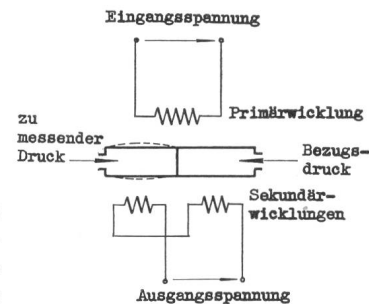 Eingangsspannung
Primärwicklung
zu
messender
Druck
Bezugs-
druck
Sekundär-
wicklungen
Ausgangsspannung